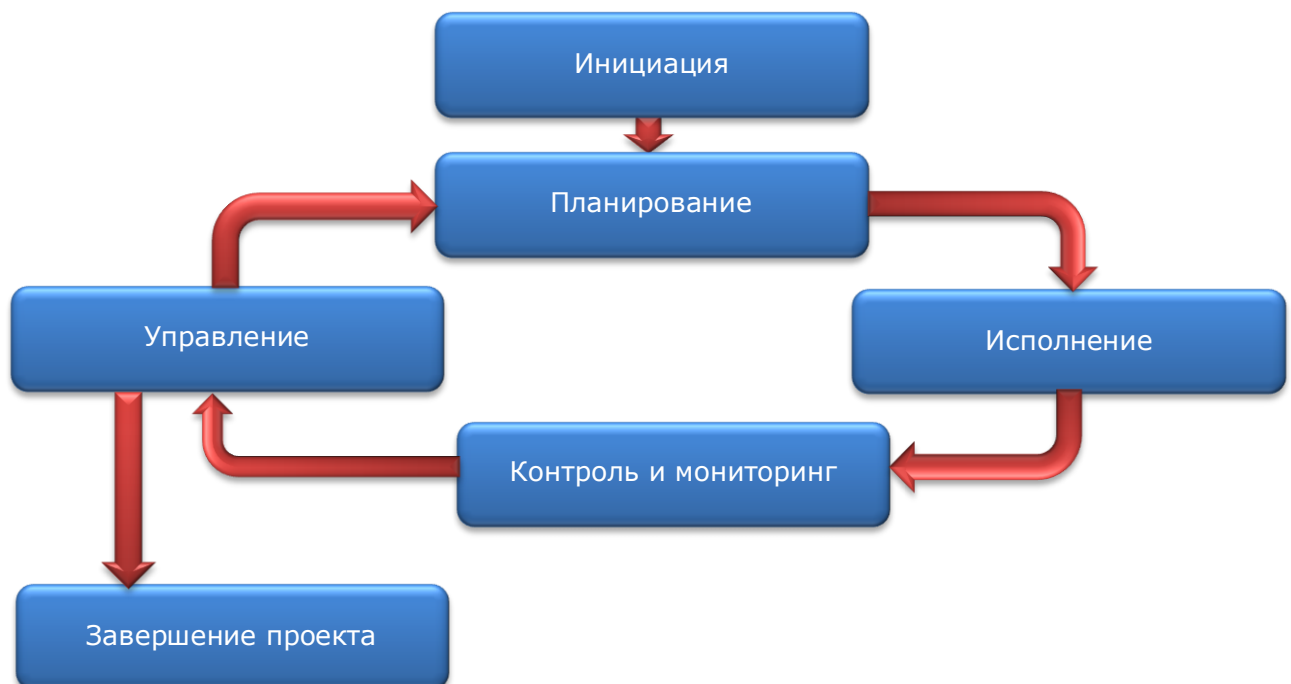 Инициация
Планирование
Управление
Исполнение
Контроль и мониторинг
Завершение проекта